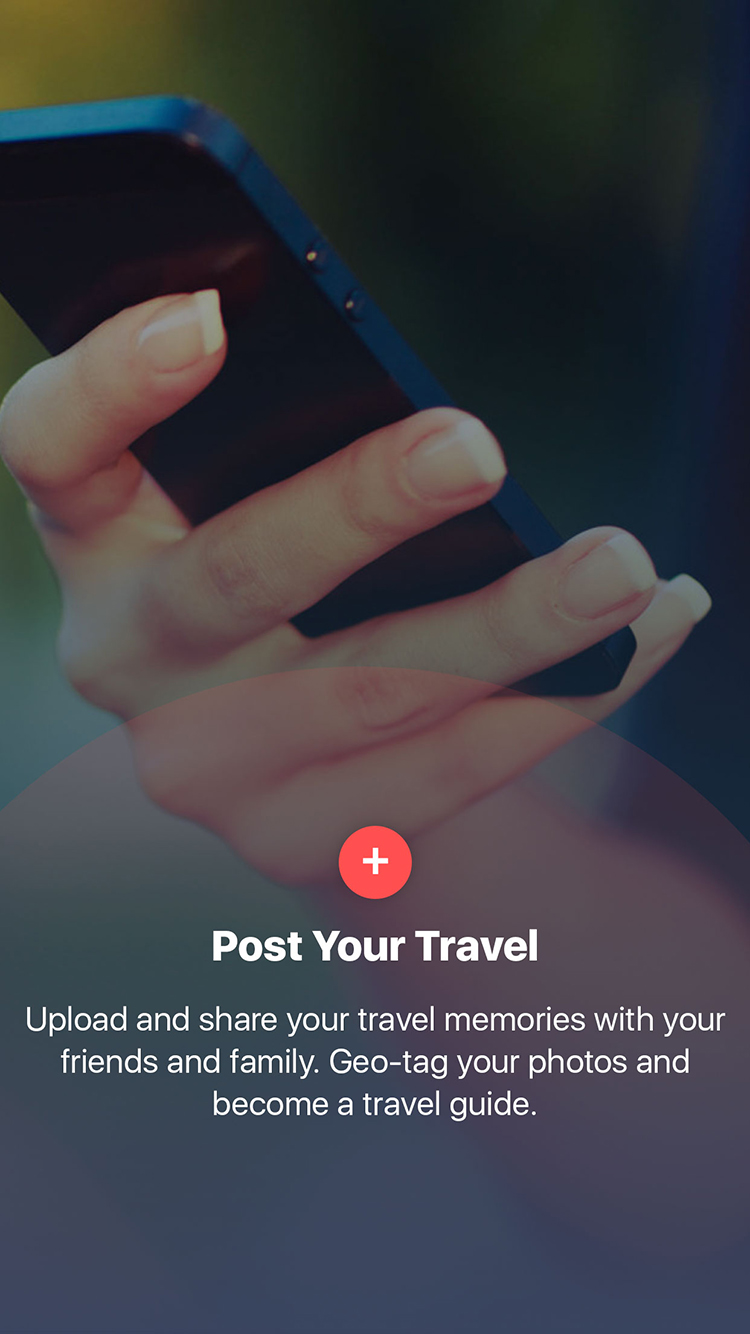 Post Your Travel
Upload and share your travel memories with your
friends and family. Geo-tag your photos and
become a travel guide.